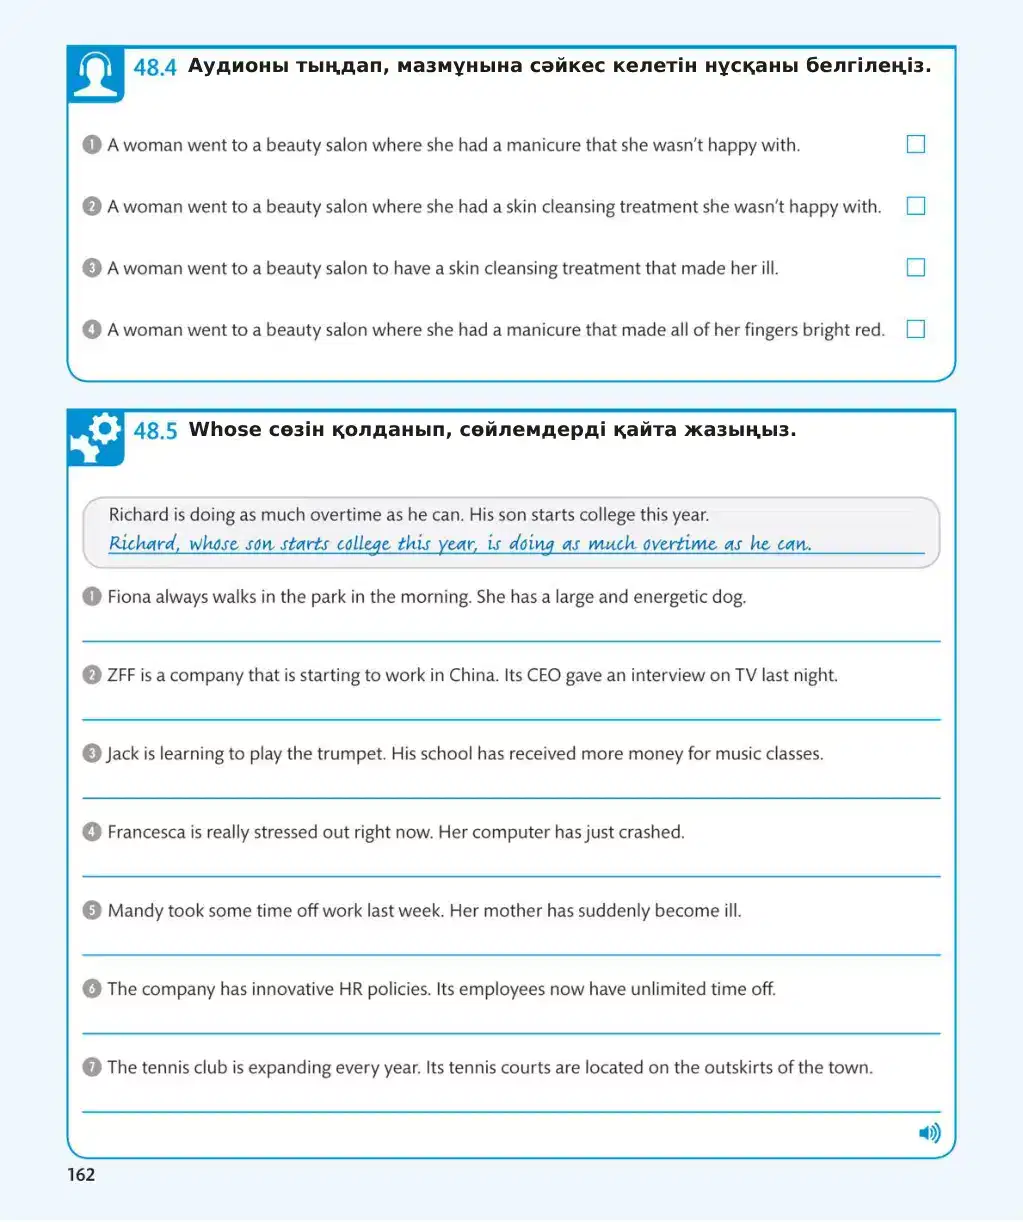 48.4 Аудионы тыңдап, мазмұнына сәйкес келетін нұсқаны белгілеңіз.
1 A woman went to a beauty salon where she had a manicure that she wasn't happy with.
2 A woman went to a beauty salon where she had a skin cleansing treatment she wasn't happy with.
3 A woman went to a beauty salon to have a skin cleansing treatment that made her ill.
4 A woman went to a beauty salon where she had a manicure that made all of her fingers bright red.
48.5 Whose сөзін қолданып, сөйлемдерді қайта жазыңыз.
Richard is doing as much overtime as he can. His son starts college this year.
Richard, whose son starts college this year, is doing as much overtime as he can.
1 Fiona always walks in the park in the morning. She has a large and energetic dog.
2 ZFF is a company that is starting to work in China. Its CEO gave an interview on TV last night.
3 Jack is learning to play the trumpet. His school has received more money for music classes.
4 Francesca is really stressed out right now. Her computer has just crashed.
5 Mandy took some time off work last week. Her mother has suddenly become ill.
6 The company has innovative HR policies. Its employees now have unlimited time off.
7 The tennis club is expanding every year. Its tennis courts are located on the outskirts of the town.
162